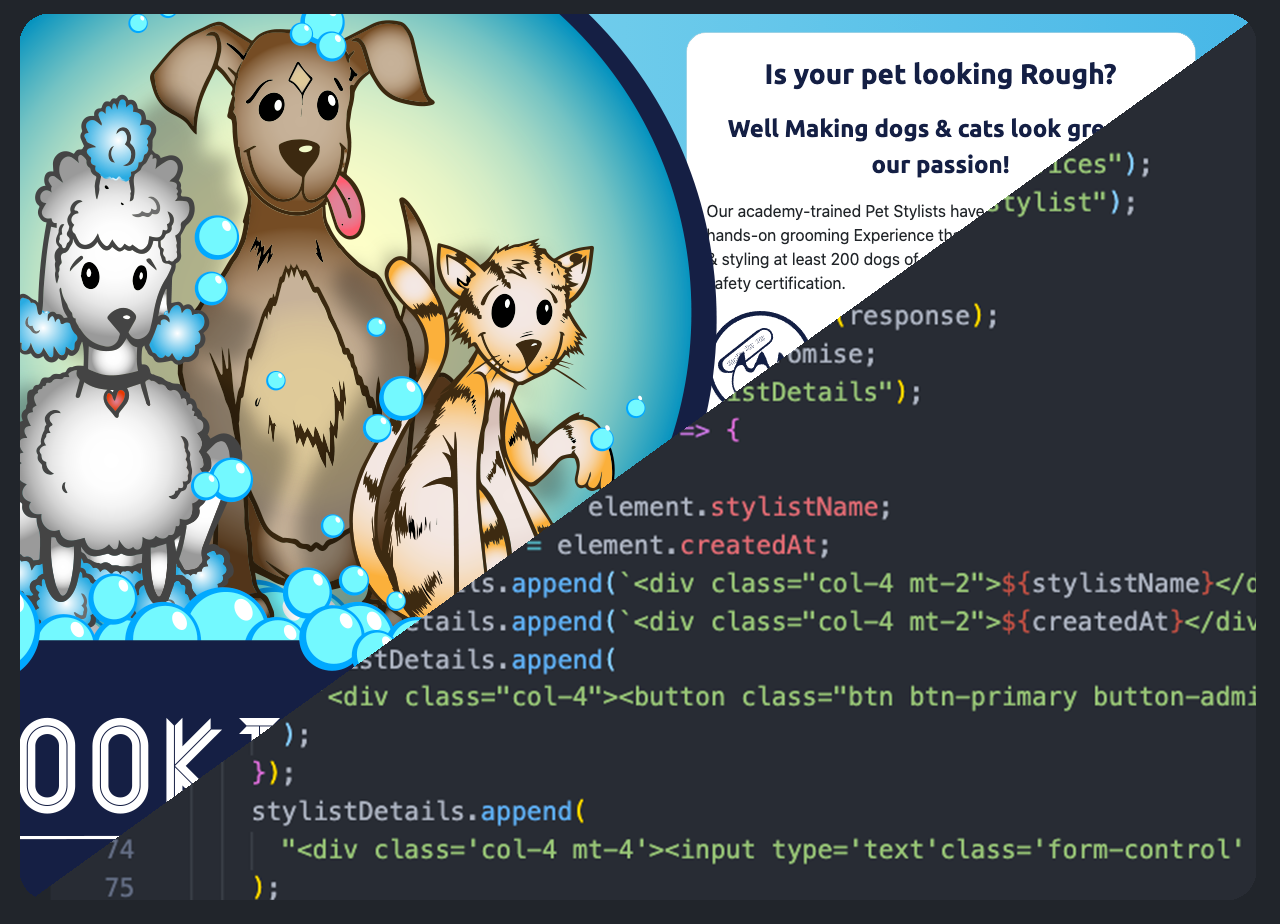 Is your pet looking Rough?
Well Making dogs & cats look
our passion!
Our academy-trained Pet Stylists have
hands-on grooming Experience
& styling at least 200 dogs of
afety certification.
ices");
tylist");
(response);
omise;
istDetails");
=> {
element.stylistName;
= element.createdAt;
ls.append(`<div class="col-4 mt-2">${stylistName}</d
etails.append(`<div class="col-4 mt-2">${createdAt}</div
istDetails.append(
<div class="col-4"><button class="btn btn-primary button-admi
OOK
);
});
stylistDetails.append(
74 "<div class='col-4 mt-4'><input type='text'class='form-control'
75 );